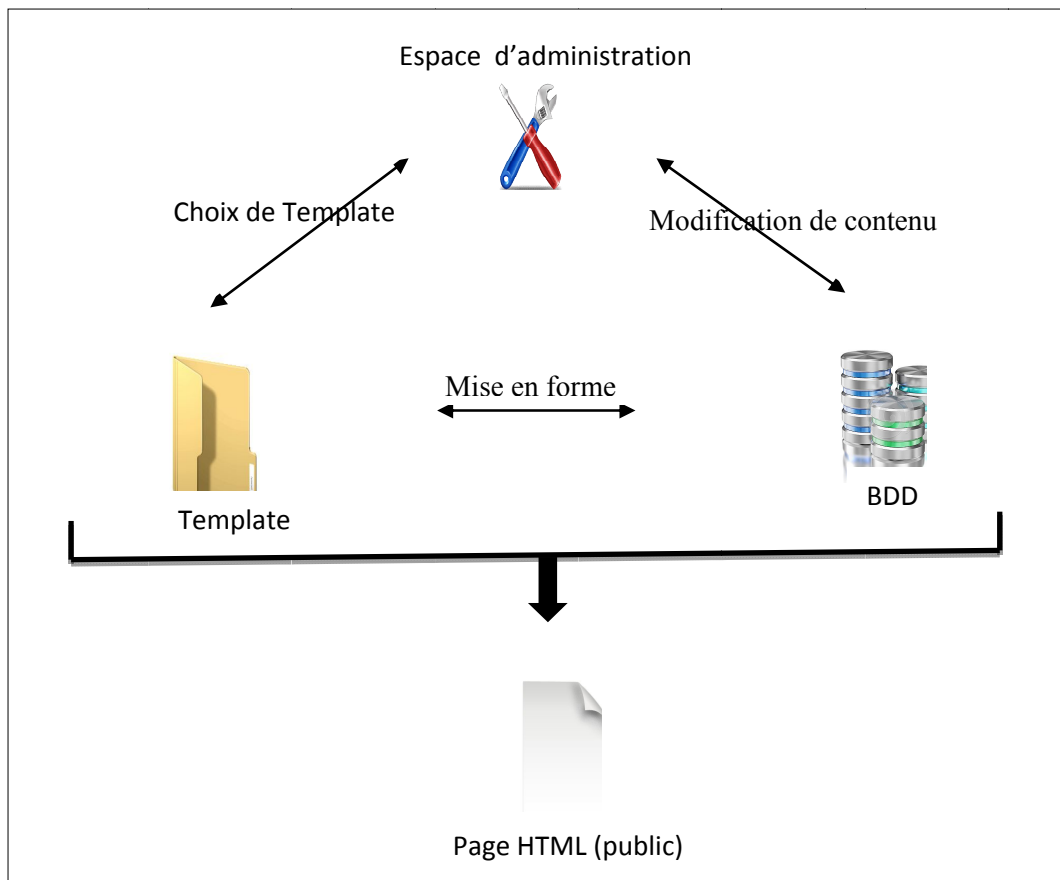 Espace d’administration
Choix de Template
Modification de contenu
Mise en forme
Template
BDD
Page HTML (public)